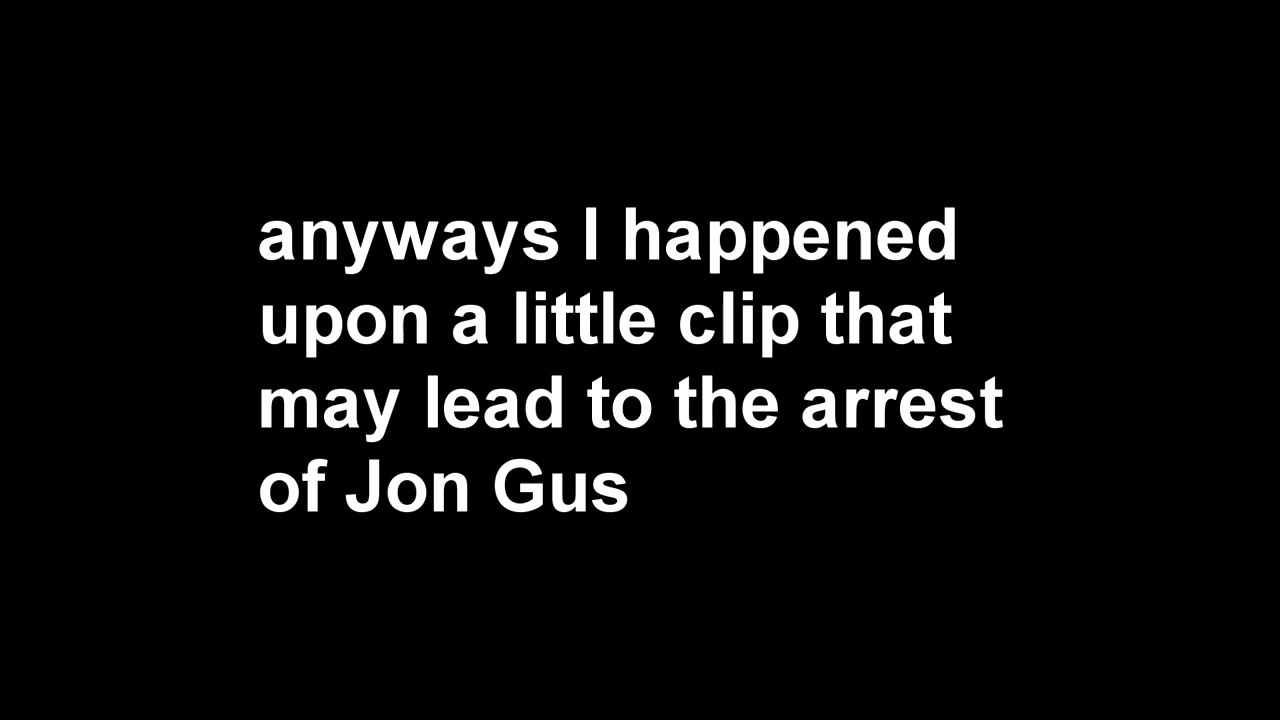 anyways I happened
upon a little clip that
may lead to the arrest
of Jon Gus